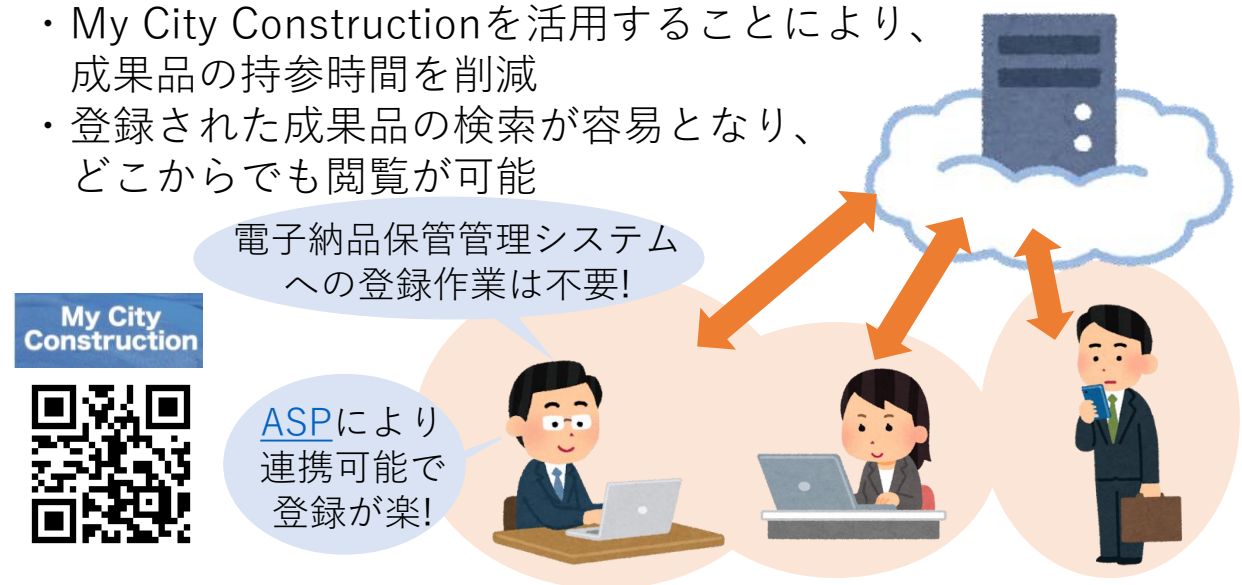 ・My City Constructionを活用することにより、
成果品の持参時間を削減
・登録された成果品の検索が容易となり、
どこからでも閲覧が可能
電子納品保管管理システム
への登録作業は不要!
My City
Construction
ASPにより
連携可能で
登録が楽!